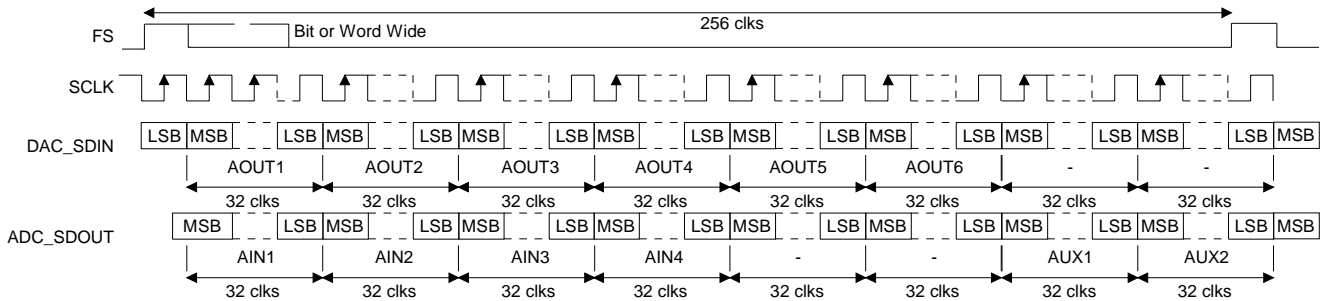 256 clks
FS
Bit or Word Wide
SCLK
DAC_SDIN
LSB MSB LSB MSB LSB MSB LSB MSB LSB MSB LSB MSB LSB MSB LSB MSB LSB MSB
AOUT1 AOUT2 AOUT3 AOUT4 AOUT5 AOUT6 - -
32 clks 32 clks 32 clks 32 clks 32 clks 32 clks 32 clks 32 clks
ADC_SDOUT
MSB LSB MSB LSB MSB LSB MSB LSB MSB LSB MSB LSB MSB LSB MSB LSB MSB
AIN1 AIN2 AIN3 AIN4 - - AUX1 AUX2
32 clks 32 clks 32 clks 32 clks 32 clks 32 clks 32 clks 32 clks